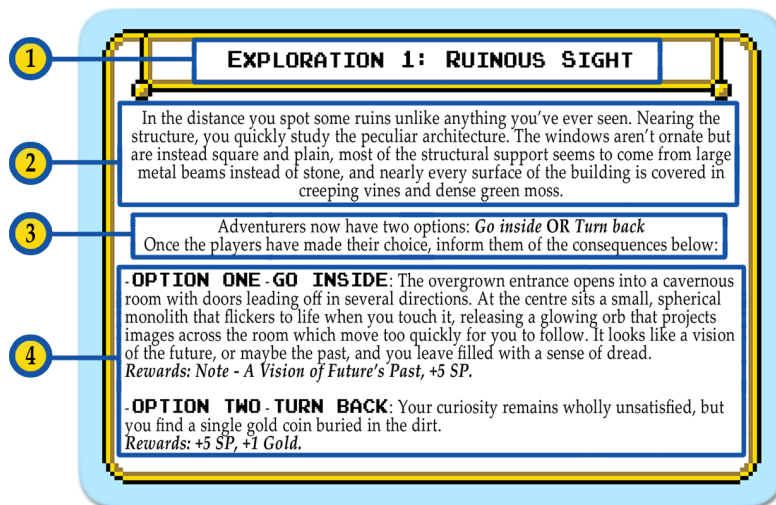 1
EXPLORATION 1: RUINOUS SIGHT
2
In the distance you spot some ruins unlike anything you've ever seen. Nearing the
structure, you quickly study the peculiar architecture. The windows aren't ornate but
are instead square and plain, most of the structural support seems to come from large
metal beams instead of stone, and nearly every surface of the building is covered in
creeping vines and dense green moss.
3
Adventurers now have two options: Go inside OR Turn back
Once the players have made their choice, inform them of the consequences below:
4
-OPTION ONE-GO INSIDE: The overgrown entrance opens into a cavernous
room with doors leading off in several directions. At the centre sits a small, spherical
monolith that flickers to life when you touch it, releasing a glowing orb that projects
images across the room which move too quickly for you to follow. It looks like a vision
of the future, or maybe the past, and you leave filled with a sense of dread.
Rewards: Note - A Vision of Future's Past, +5 SP.
-OPTION TWO-TURN BACK: Your curiosity remains wholly unsatisfied, but
you find a single gold coin buried in the dirt.
Rewards: +5 SP, +1 Gold.